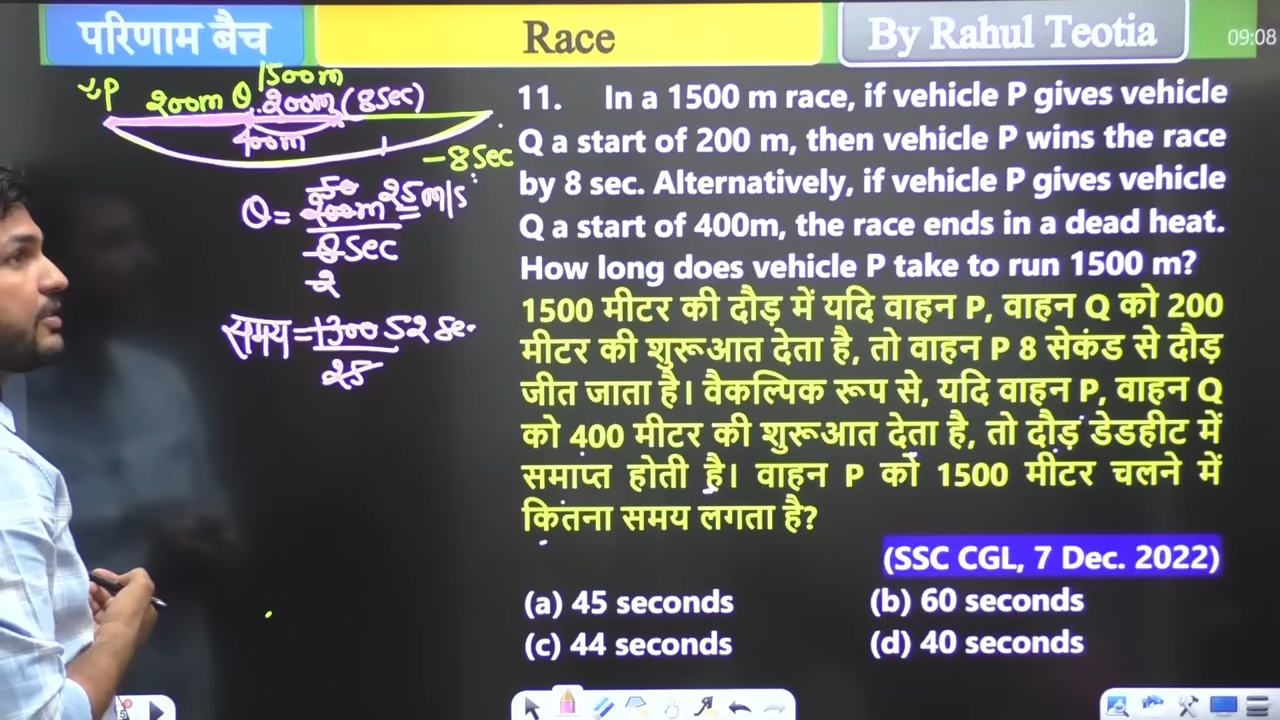 परिणाम बैच
Race
By Rahul Teotia
09:08
1500m
P 200m Q 200m (8Sec)
400m
-8Sec
11. In a 1500 m race, if vehicle P gives vehicle
Q a start of 200 m, then vehicle P wins the race
by 8 sec. Alternatively, if vehicle P gives vehicle
Q a start of 400m, the race ends in a dead heat.
How long does vehicle P take to run 1500 m?
1500 मीटर की दौड़ में यदि वाहन P, वाहन Q को 200
मीटर की शुरूआत देता है, तो वाहन P 8 सेकंड से दौड़
जीत जाता है। वैकल्पिक रूप से, यदि वाहन P, वाहन Q
को 400 मीटर की शुरूआत देता है, तो दौड़ डेडहीट में
समाप्त होती है। वाहन P को 1500 मीटर चलने में
कितना समय लगता है?
(SSC CGL, 7 Dec. 2022)
(a) 45 seconds
(b) 60 seconds
(c) 44 seconds
(d) 40 seconds
50
Q = 200m 25m/s
8Sec
2
समय = 1300 52 Sec
25